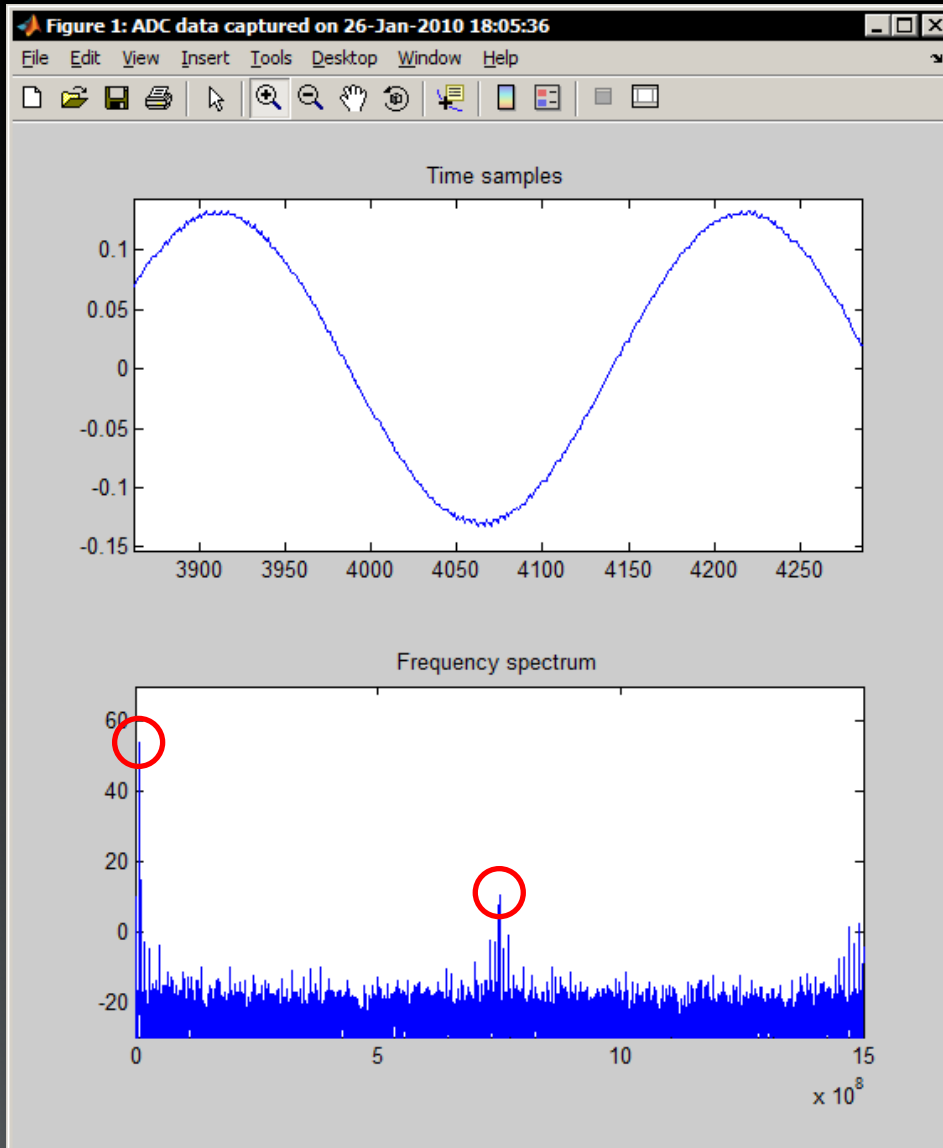 Figure 1: ADC data captured on 26-Jan-2010 18:05:36
File Edit View Insert Tools Desktop Window Help
Time samples
0.1
0.05
0
-0.05
-0.1
-0.15
3900 3950 4000 4050 4100 4150 4200 4250
Frequency spectrum
60
40
20
0
-20
0 5 10 15
x 10^8